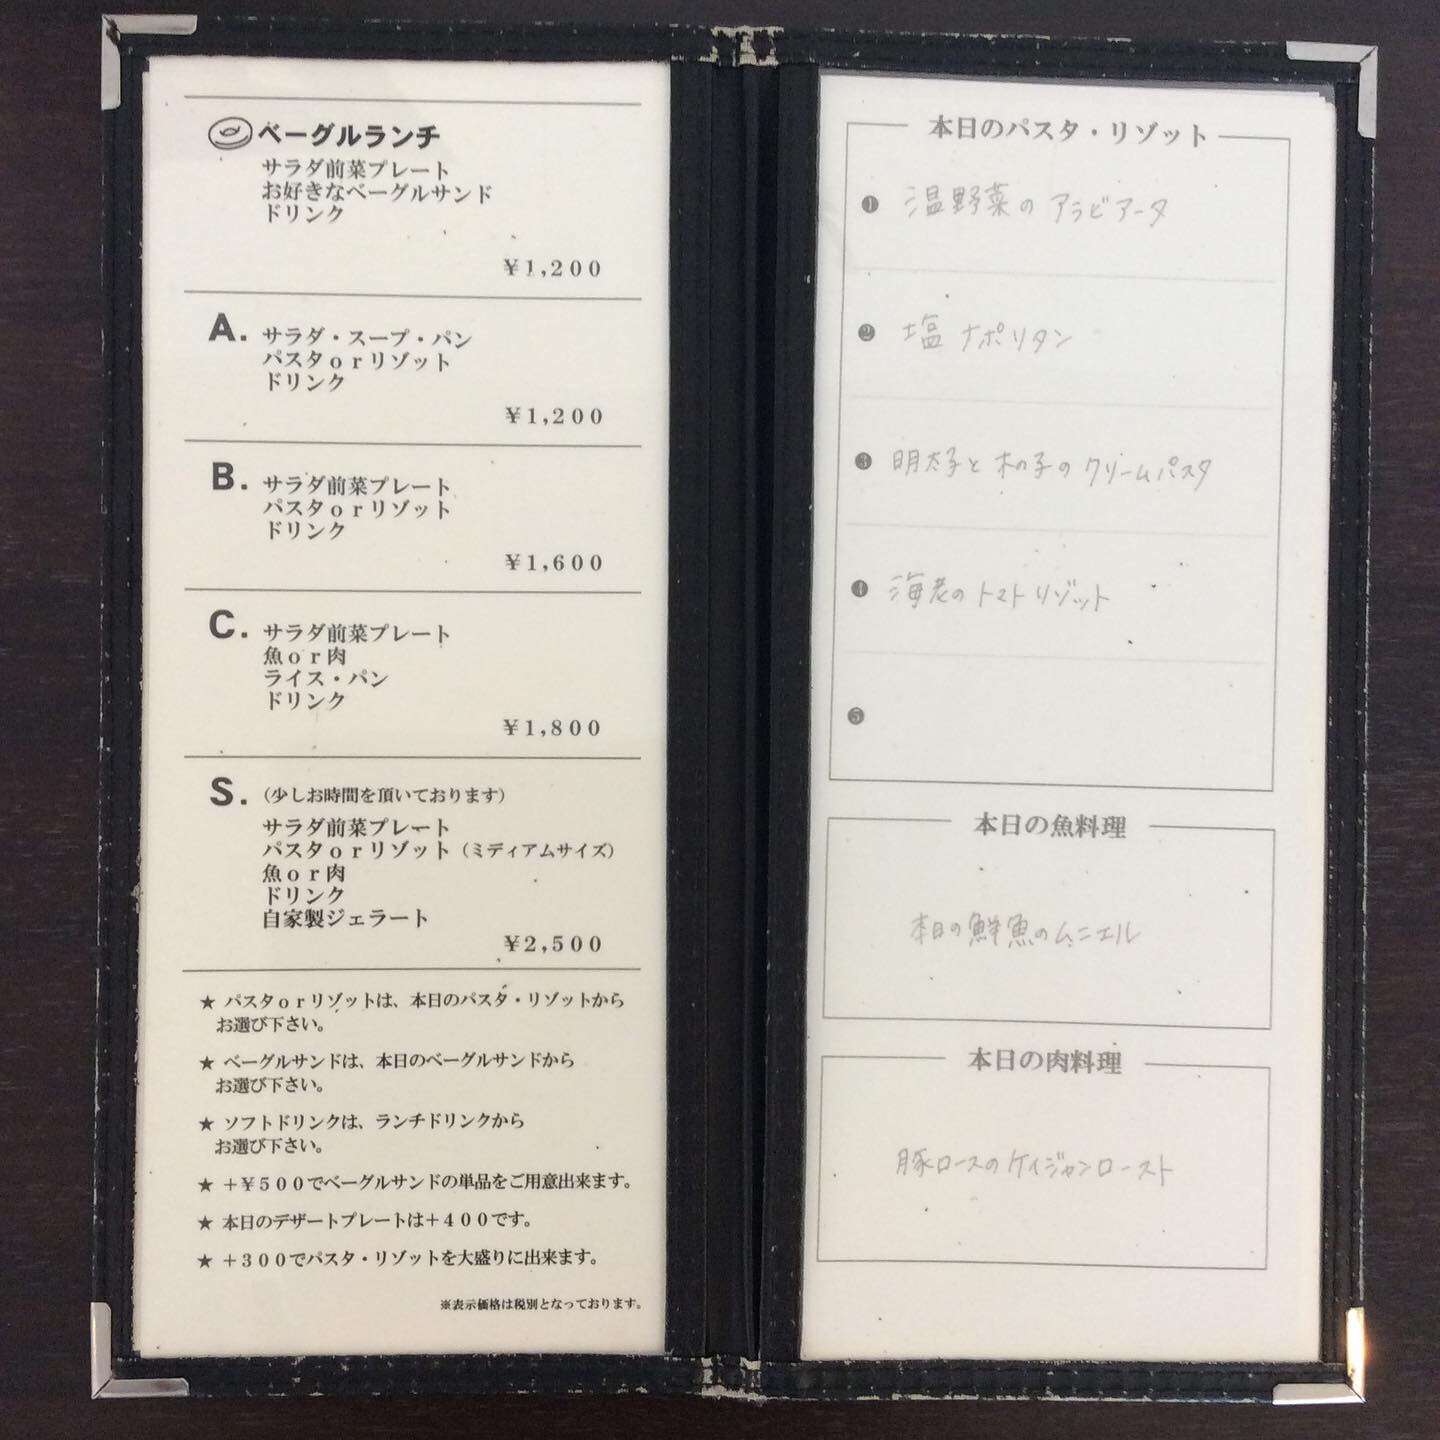 ベーグルランチ
サラダ前菜プレート
お好きなベーグルサンド
ドリンク
¥1,200
A. サラダ・スープ・パン
パスタorリゾット
ドリンク
¥1,200
B. サラダ前菜プレート
パスタorリゾット
ドリンク
¥1,600
C. サラダ前菜プレート
魚or肉
ライス・パン
ドリンク
¥1,800
S. (少しお時間を頂いております)
サラダ前菜プレート
パスタorリゾット(ミディアムサイズ)
魚or肉
ドリンク
自家製ジェラート
¥2,500
★ パスタorリゾットは、本日のパスタ・リゾットから
お選び下さい。
★ ベーグルサンドは、本日のベーグルサンドから
お選び下さい。
★ ソフトドリンクは、ランチドリンクから
お選び下さい。
★ +¥500でベーグルサンドの単品をご用意出来ます。
★ 本日のデザートプレートは+400です。
★ +300でパスタ・リゾットを大盛りに出来ます。
※表示価格は税別となっております。
本日のパスタ・リゾット
❶ 温野菜のアラビアータ
❷ 塩ナポリタン
❸ 明太子と木の子のクリームパスタ
❹ 海老のトマトリゾット
❺
本日の魚料理
本日の鮮魚のムニエル
本日の肉料理
豚ロースのケイジャンロースト